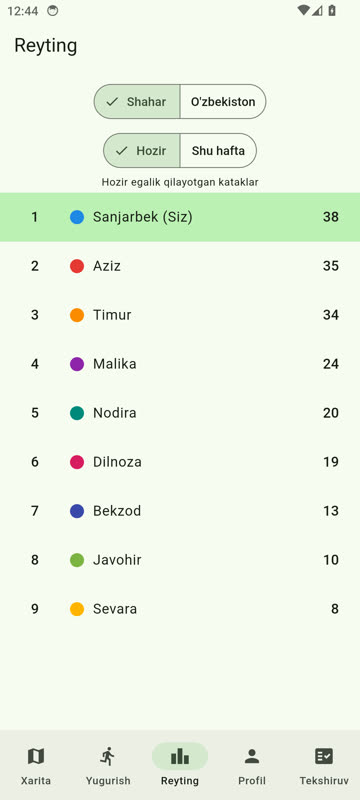 12:44
Reyting
Shahar O'zbekiston
Hozir Shu hafta
Hozir egalik qilayotgan kataklar
1 Sanjarbek (Siz) 38
2 Aziz 35
3 Timur 34
4 Malika 24
5 Nodira 20
6 Dilnoza 19
7 Bekzod 13
8 Javohir 10
9 Sevara 8
Xarita Yugurish Reyting Profil Tekshiruv